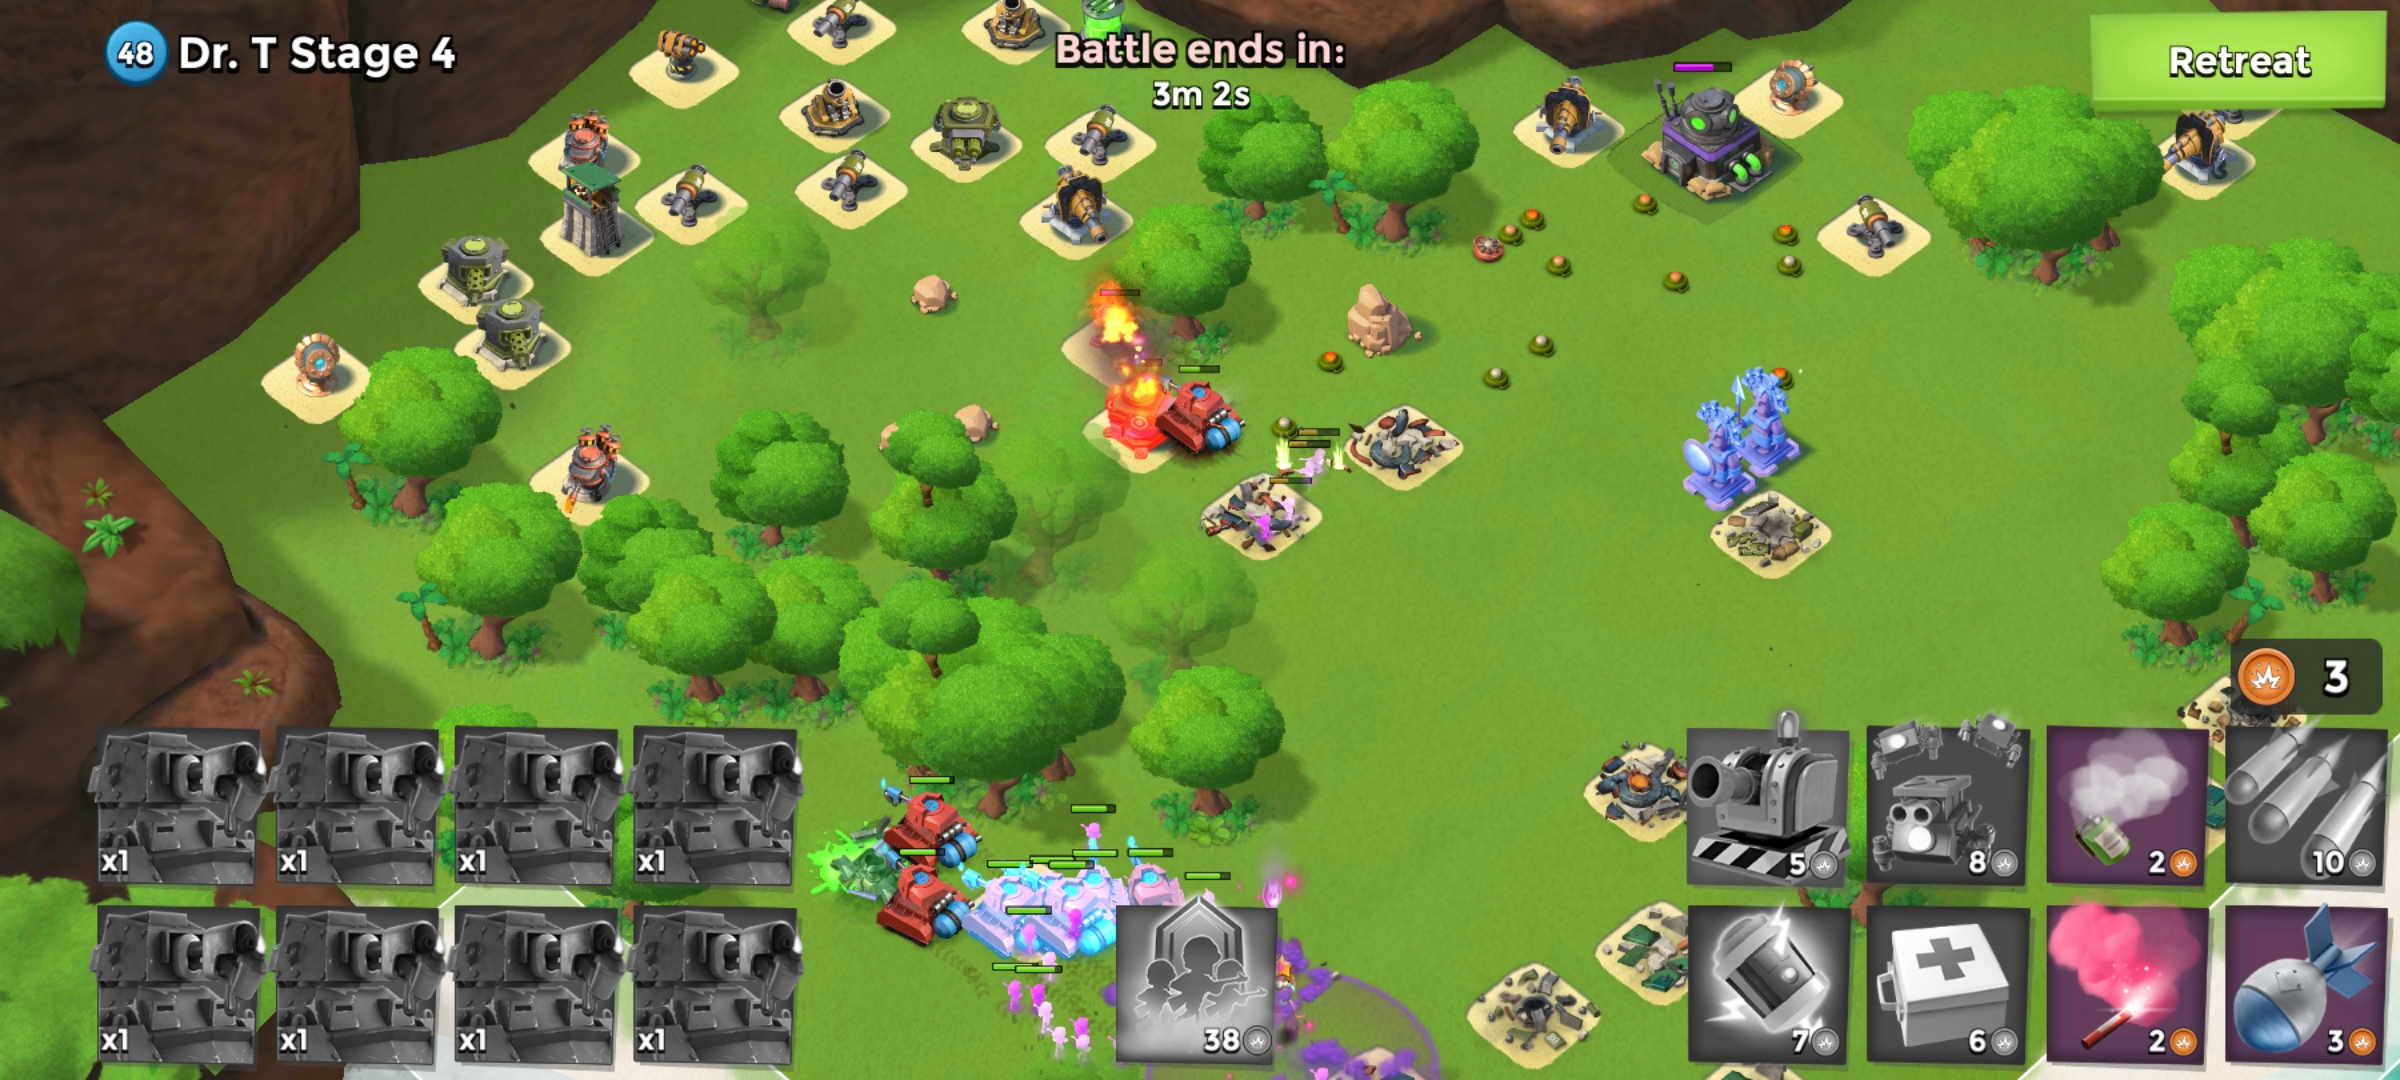 48 Dr. T Stage 4
Battle ends in:
3m 2s
Retreat
3
x1 x1 x1 x1
5 8 2 10
x1 x1 x1 x1
38 7 6 2 3